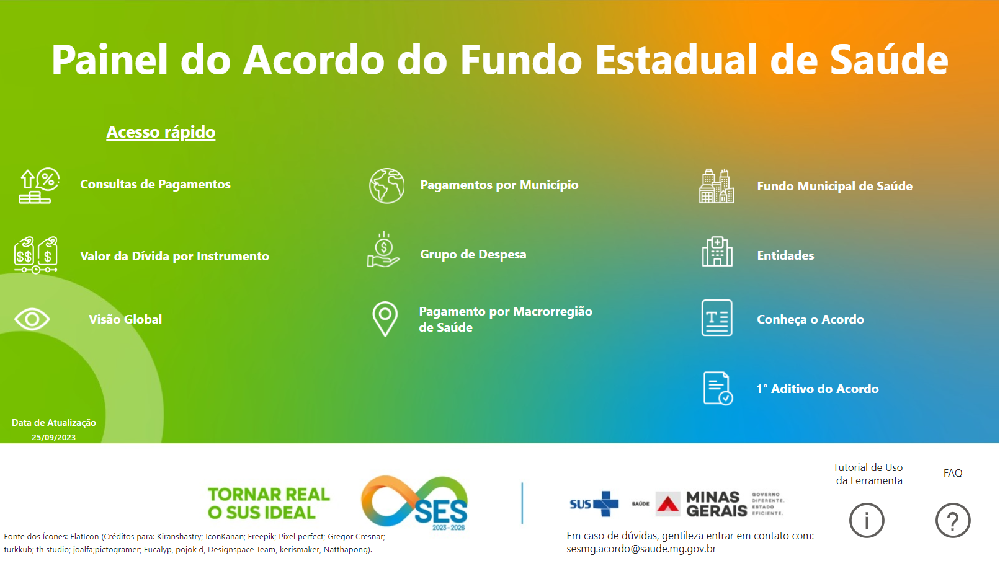 Painel do Acordo do Fundo Estadual de Saúde
Acesso rápido
Consultas de Pagamentos
Pagamentos por Município
Fundo Municipal de Saúde
Valor da Dívida por Instrumento
Grupo de Despesa
Entidades
Visão Global
Pagamento por Macrorregião
de Saúde
Conheça o Acordo
1° Aditivo do Acordo
Data de Atualização
25/09/2023
Tutorial de Uso
da Ferramenta
FAQ
TORNAR REAL
O SUS IDEAL
SES
2023-2026
SUS
SAÚDE
MINAS
GERAIS
GOVERNO
DIFERENTE.
ESTADO
EFICIENTE.
Fonte dos Ícones: FlatIcon (Créditos para: Kiranshastry; IconKanan; Freepik; Pixel perfect; Gregor Cresnar;
turkkub; th studio; joalfa;pictogramer; Eucalyp, pojok d, Designspace Team, kerismaker, Natthapong).
Em caso de dúvidas, gentileza entrar em contato com:
sesmg.acordo@saude.mg.gov.br